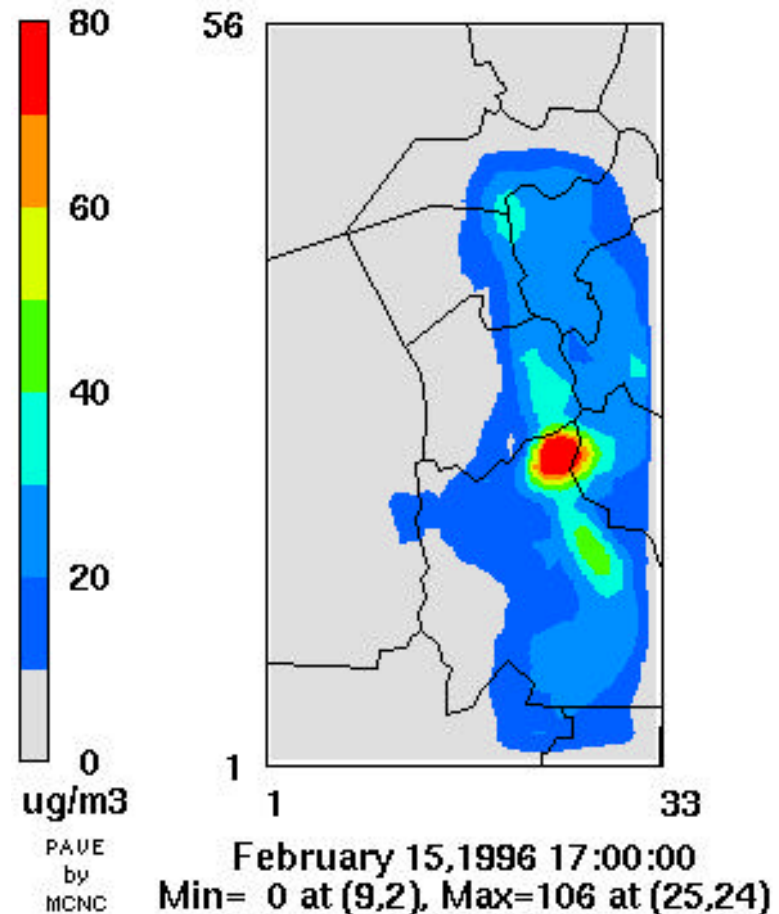 80
60
40
20
0
ug/m3
PAVE
by
MCNC
56
1
1
33
February 15,1996 17:00:00
Min= 0 at (9,2), Max=106 at (25,24)